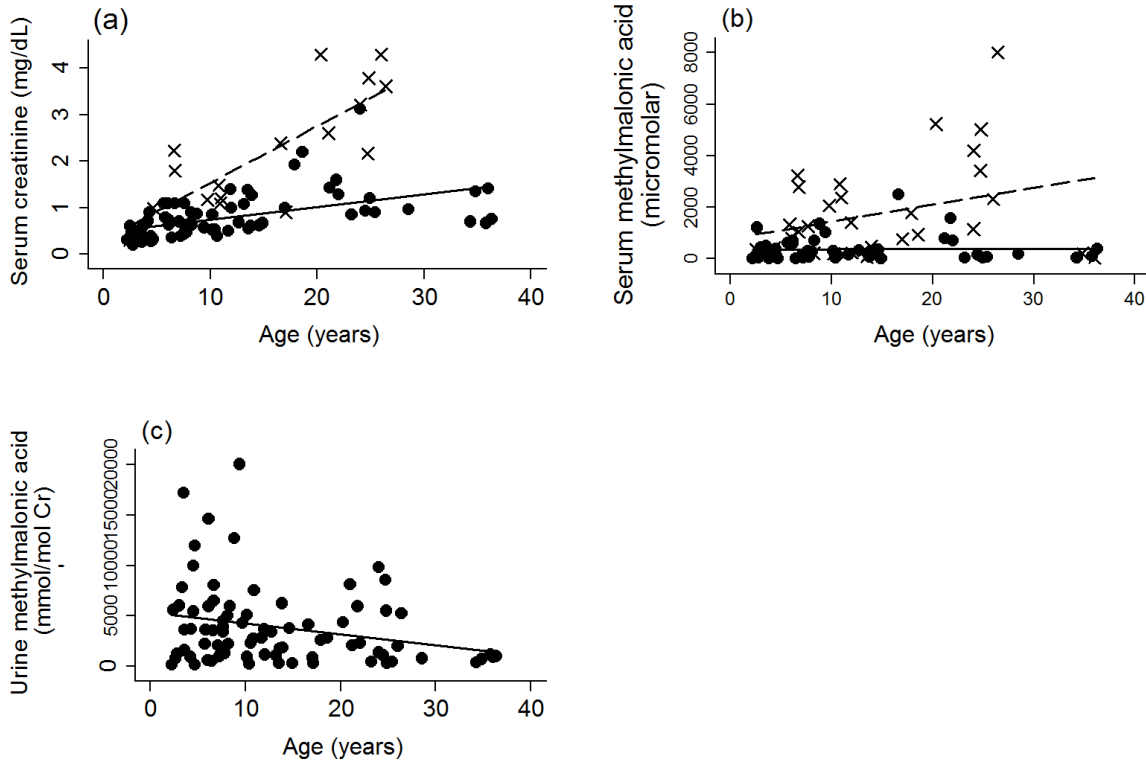 (a)
Serum creatinine (mg/dL)
4
3
2
1
0
0 10 20 30 40
Age (years)
(b)
Serum methylmalonic acid
(micromolar)
8000
6000
4000
2000
0
0 10 20 30 40
Age (years)
(c)
Urine methylmalonic acid
(mmol/mol Cr)
20000
15000
10000
5000
0
0 10 20 30 40
Age (years)